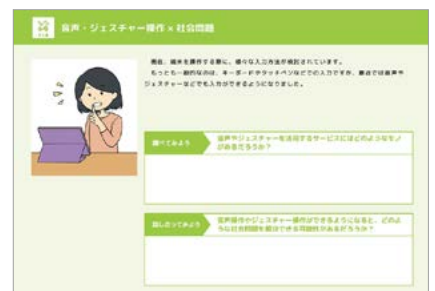 音声・ジェスチャー操作 × 社会問題
最近、端末を操作する際に、様々な入力方法が検討されています。
もっとも一般的なのは、キーボードやタッチペンなどでの入力ですが、最近では音声や
ジェスチャーなどでも入力ができるようになりました。
調べてみよう
音声やジェスチャーを活用するサービスにはどのようなモノ
があるだろうか？
話し合ってみよう
音声操作やジェスチャー操作ができるようになると、どのよ
うな社会問題を解決できる可能性があるだろうか？